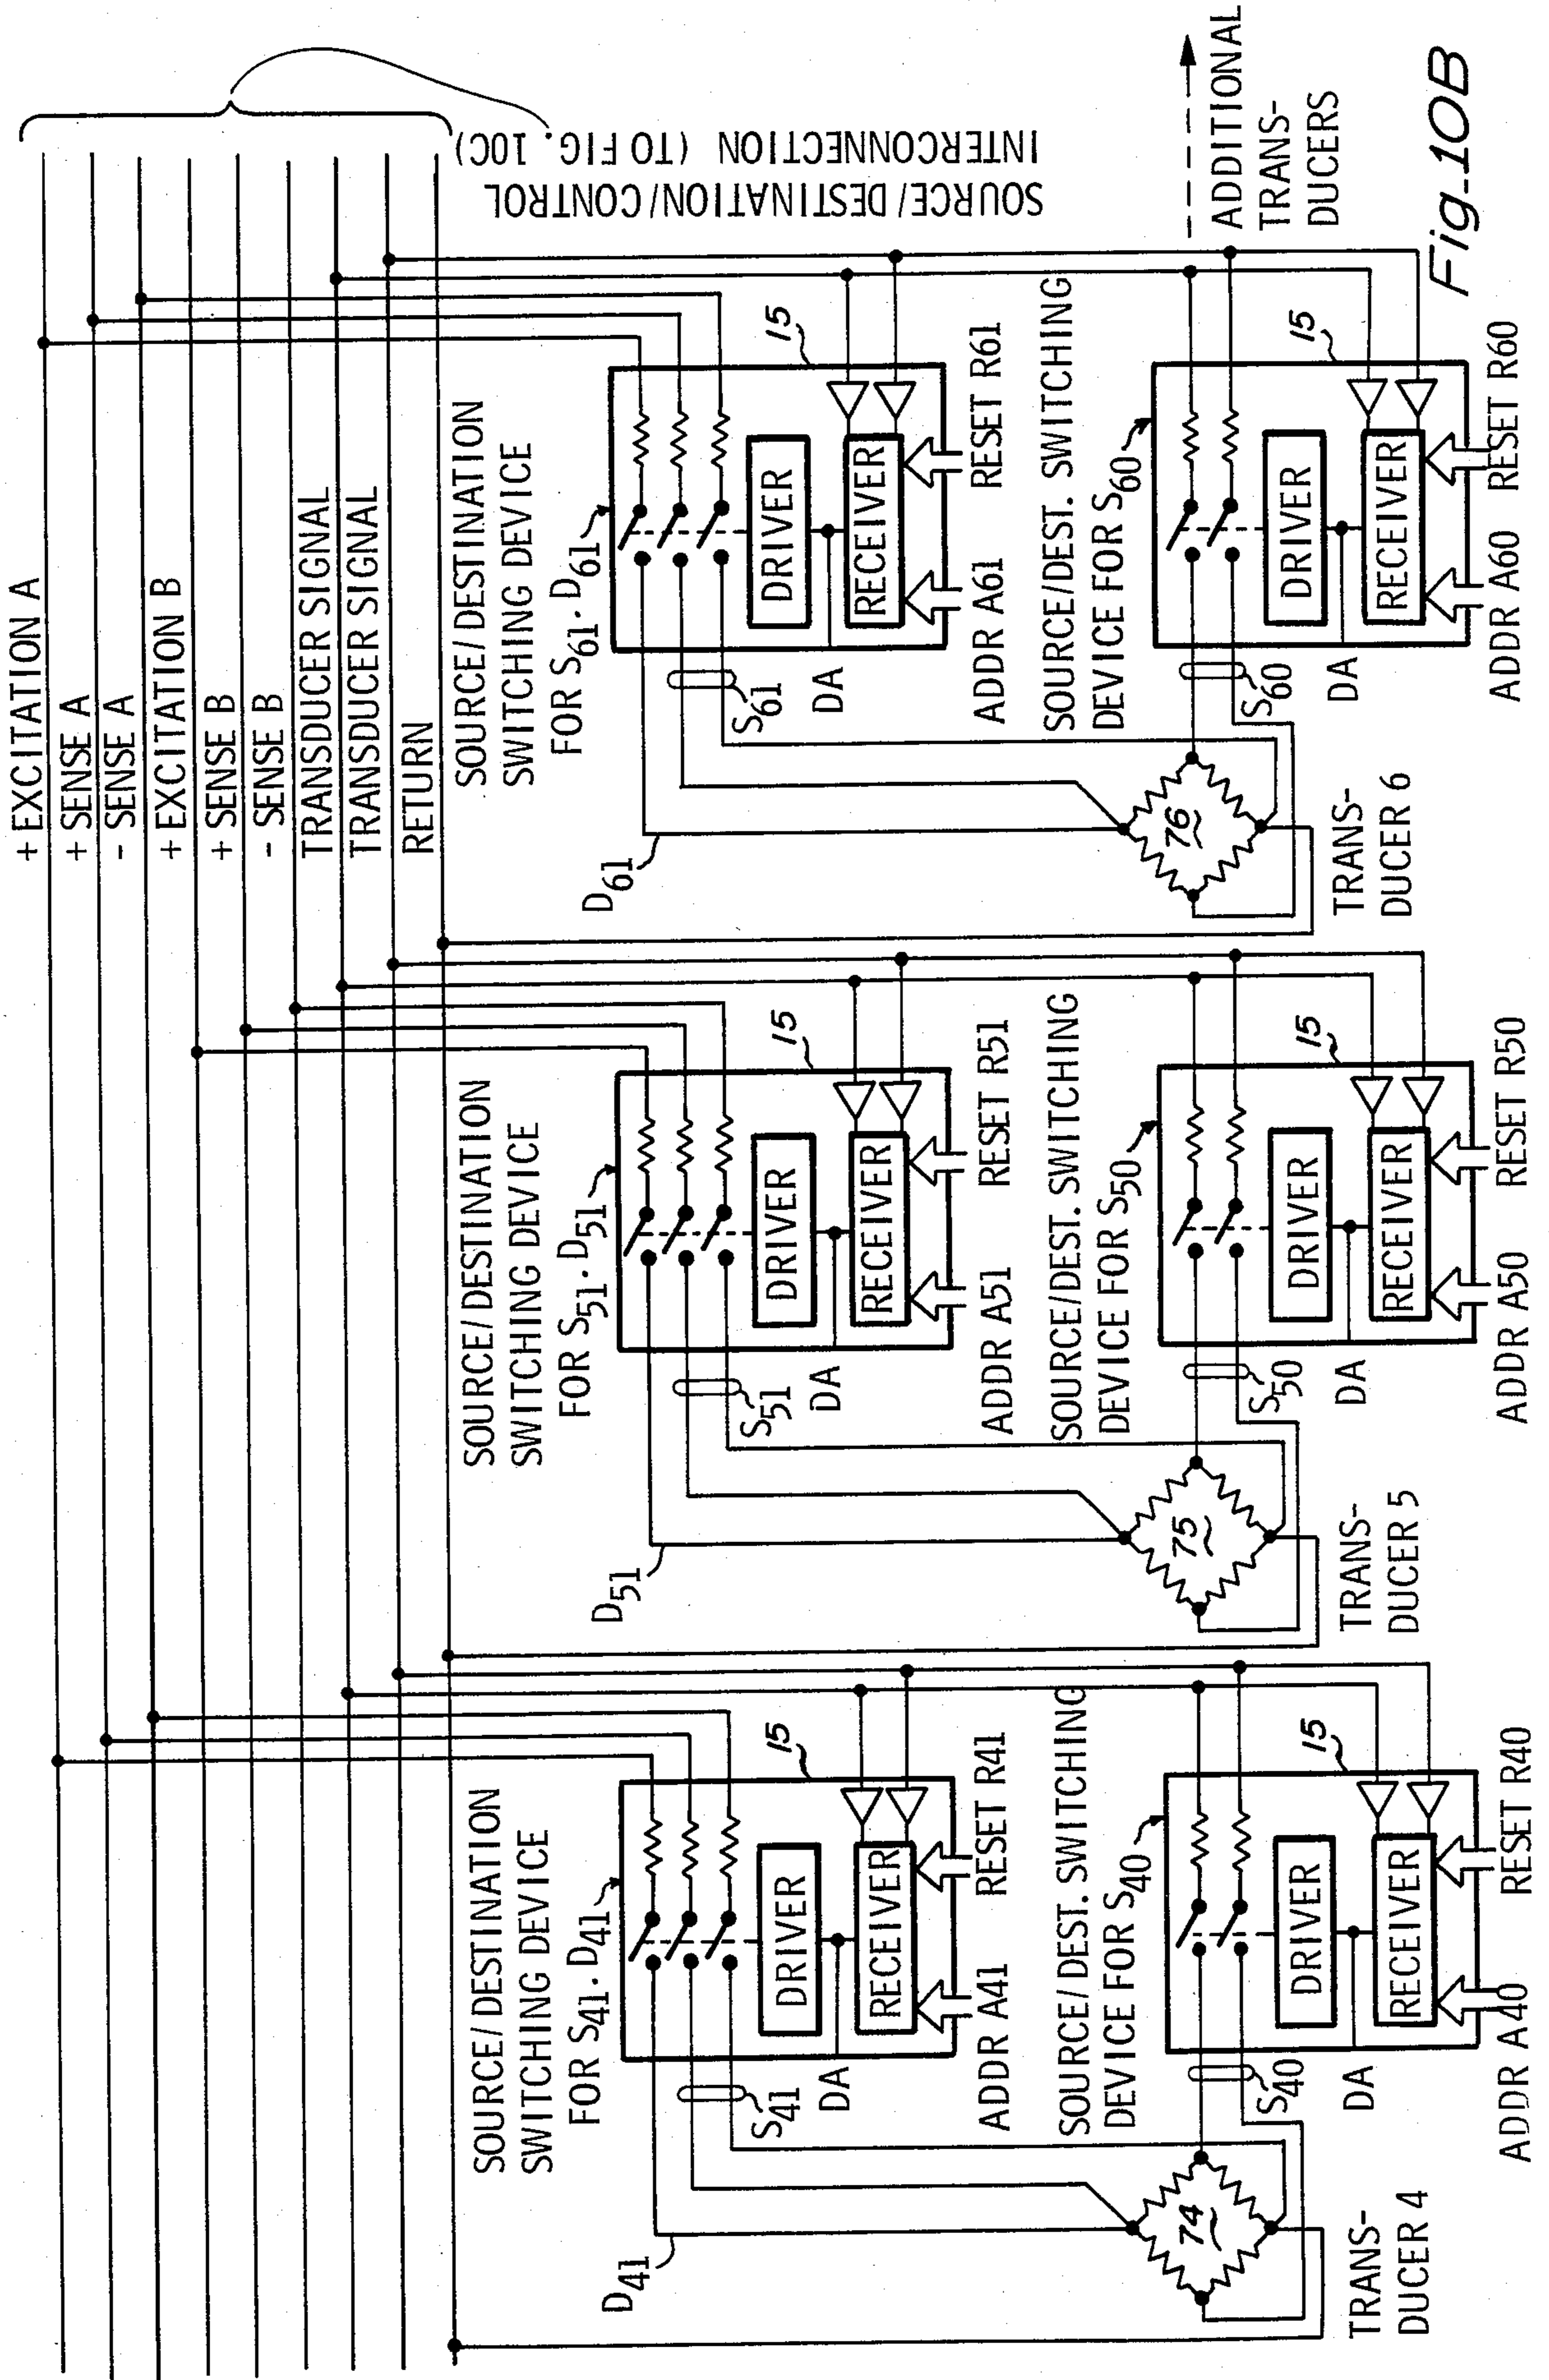 + EXCITATION A
+ SENSE A
- SENSE A
+ EXCITATION B
+ SENSE B
- SENSE B
TRANSDUCER SIGNAL
TRANSDUCER SIGNAL
RETURN
SOURCE/DESTINATION/CONTROL
INTERCONNECTION (TO FIG. 10C)
SOURCE/DESTINATION
SWITCHING DEVICE
FOR S41·D41
15
D41
S41
DA
DRIVER
RECEIVER
ADDR A41
RESET R41
SOURCE/DEST. SWITCHING
DEVICE FOR S40
15
74
S40
DA
DRIVER
RECEIVER
ADDR A40
RESET R40
TRANS-
DUCER 4
SOURCE/DESTINATION
SWITCHING DEVICE
FOR S51·D51
15
D51
S51
DA
DRIVER
RECEIVER
ADDR A51
RESET R51
SOURCE/DEST. SWITCHING
DEVICE FOR S50
15
75
S50
DA
DRIVER
RECEIVER
ADDR A50
RESET R50
TRANS-
DUCER 5
SOURCE/DESTINATION
SWITCHING DEVICE
FOR S61·D61
15
D61
S61
DA
DRIVER
RECEIVER
ADDR A61
RESET R61
SOURCE/DEST. SWITCHING
DEVICE FOR S60
15
76
S60
DA
DRIVER
RECEIVER
ADDR A60
RESET R60
TRANS-
DUCER 6
ADDITIONAL
TRANS-
DUCERS
Fig_10B